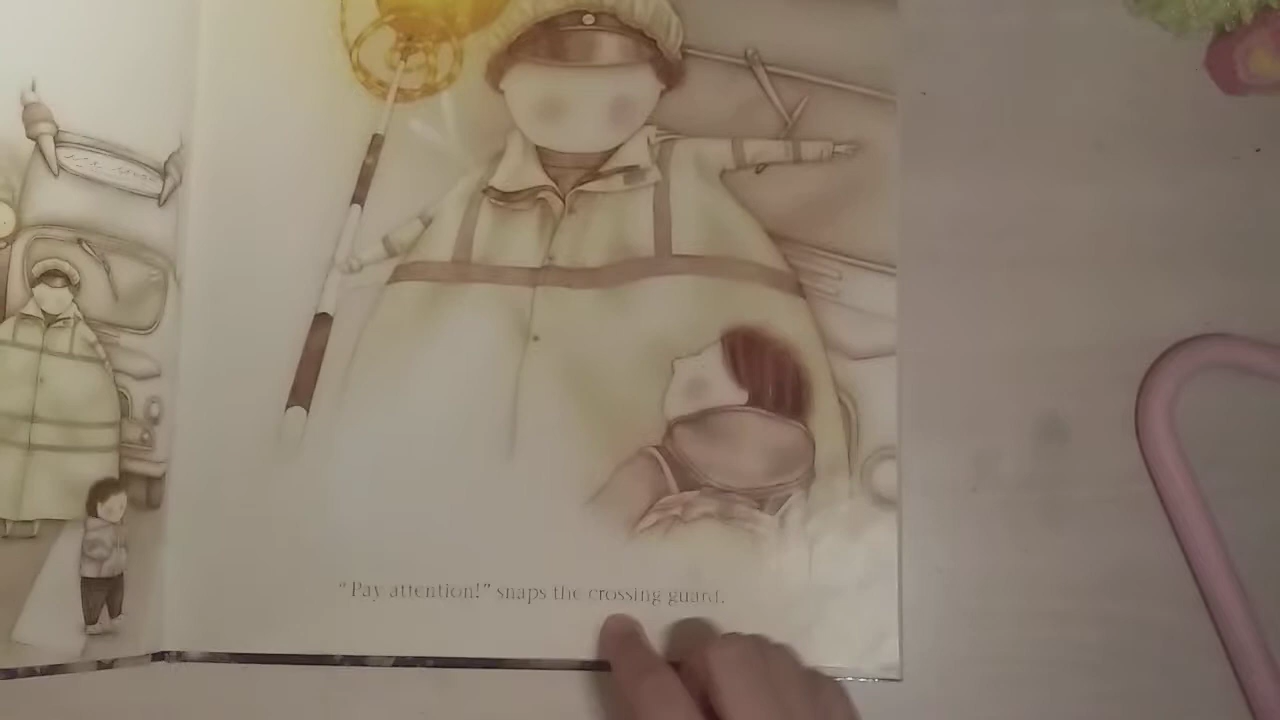 “Pay attention!” snaps the crossing guard.